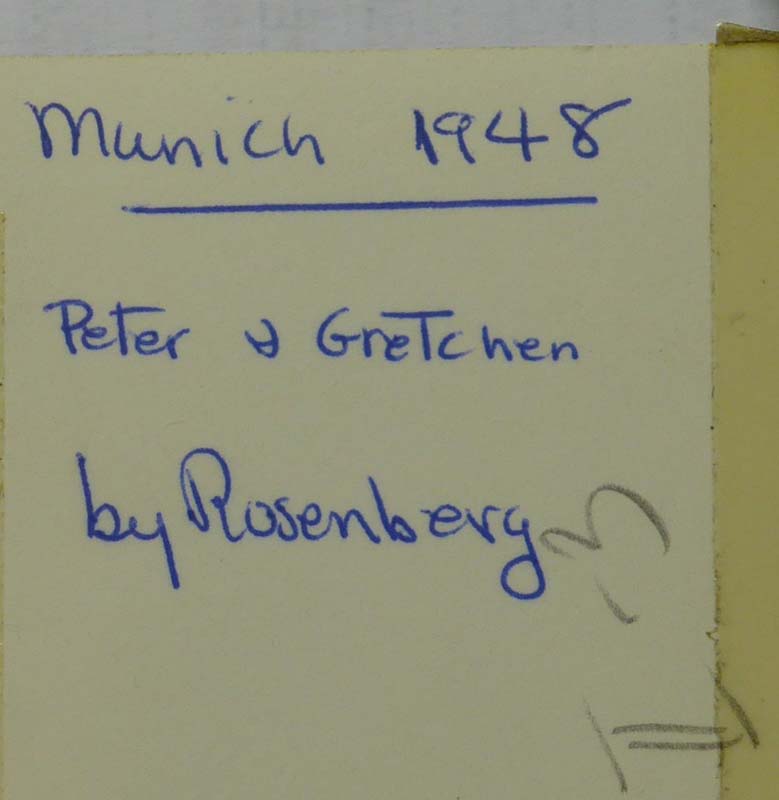 Munich 1948
Peter & Gretchen
by Rosenberg